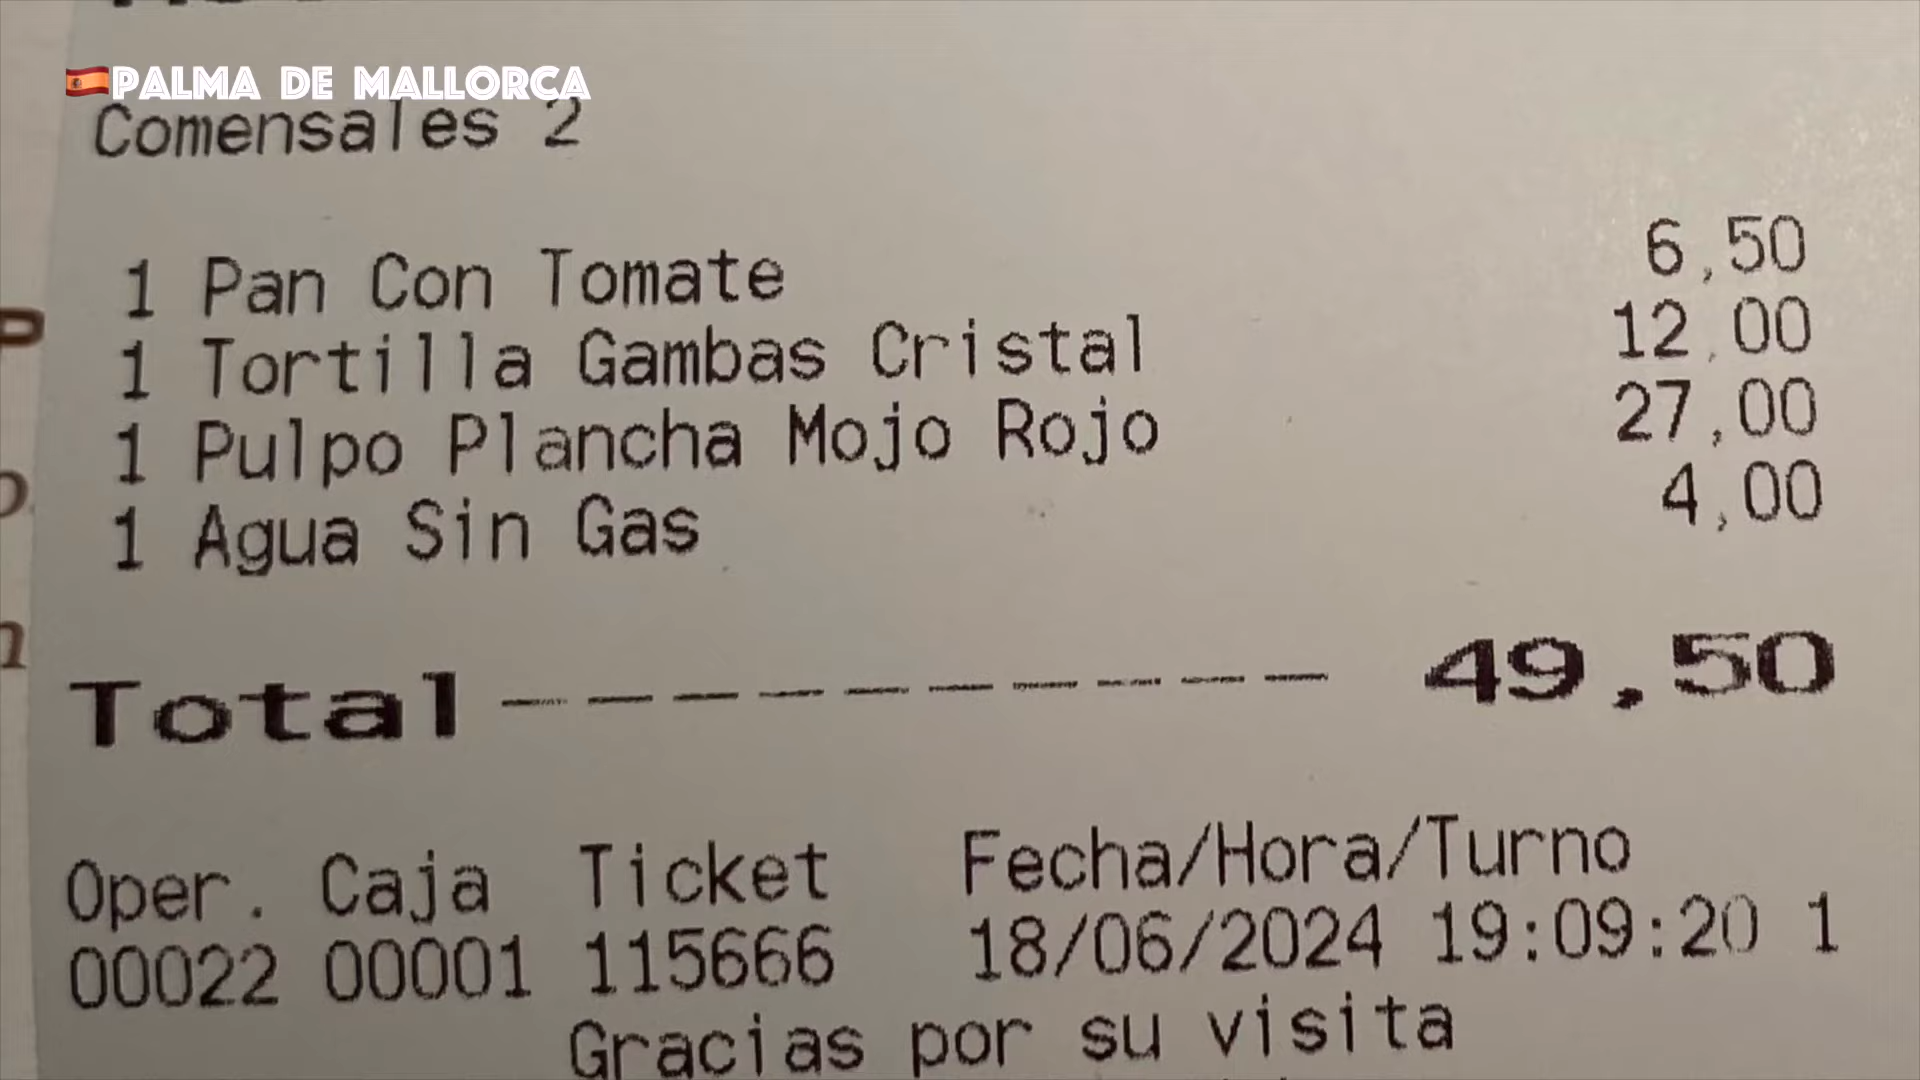 🇪🇸PALMA DE MALLORCA
Comensales 2
1 Pan Con Tomate 6,50
1 Tortilla Gambas Cristal 12,00
1 Pulpo Plancha Mojo Rojo 27,00
1 Agua Sin Gas 4,00
Total---------- 49,50
Oper. Caja Ticket Fecha/Hora/Turno
00022 00001 115666 18/06/2024 19:09:20 1
Gracias por su visita